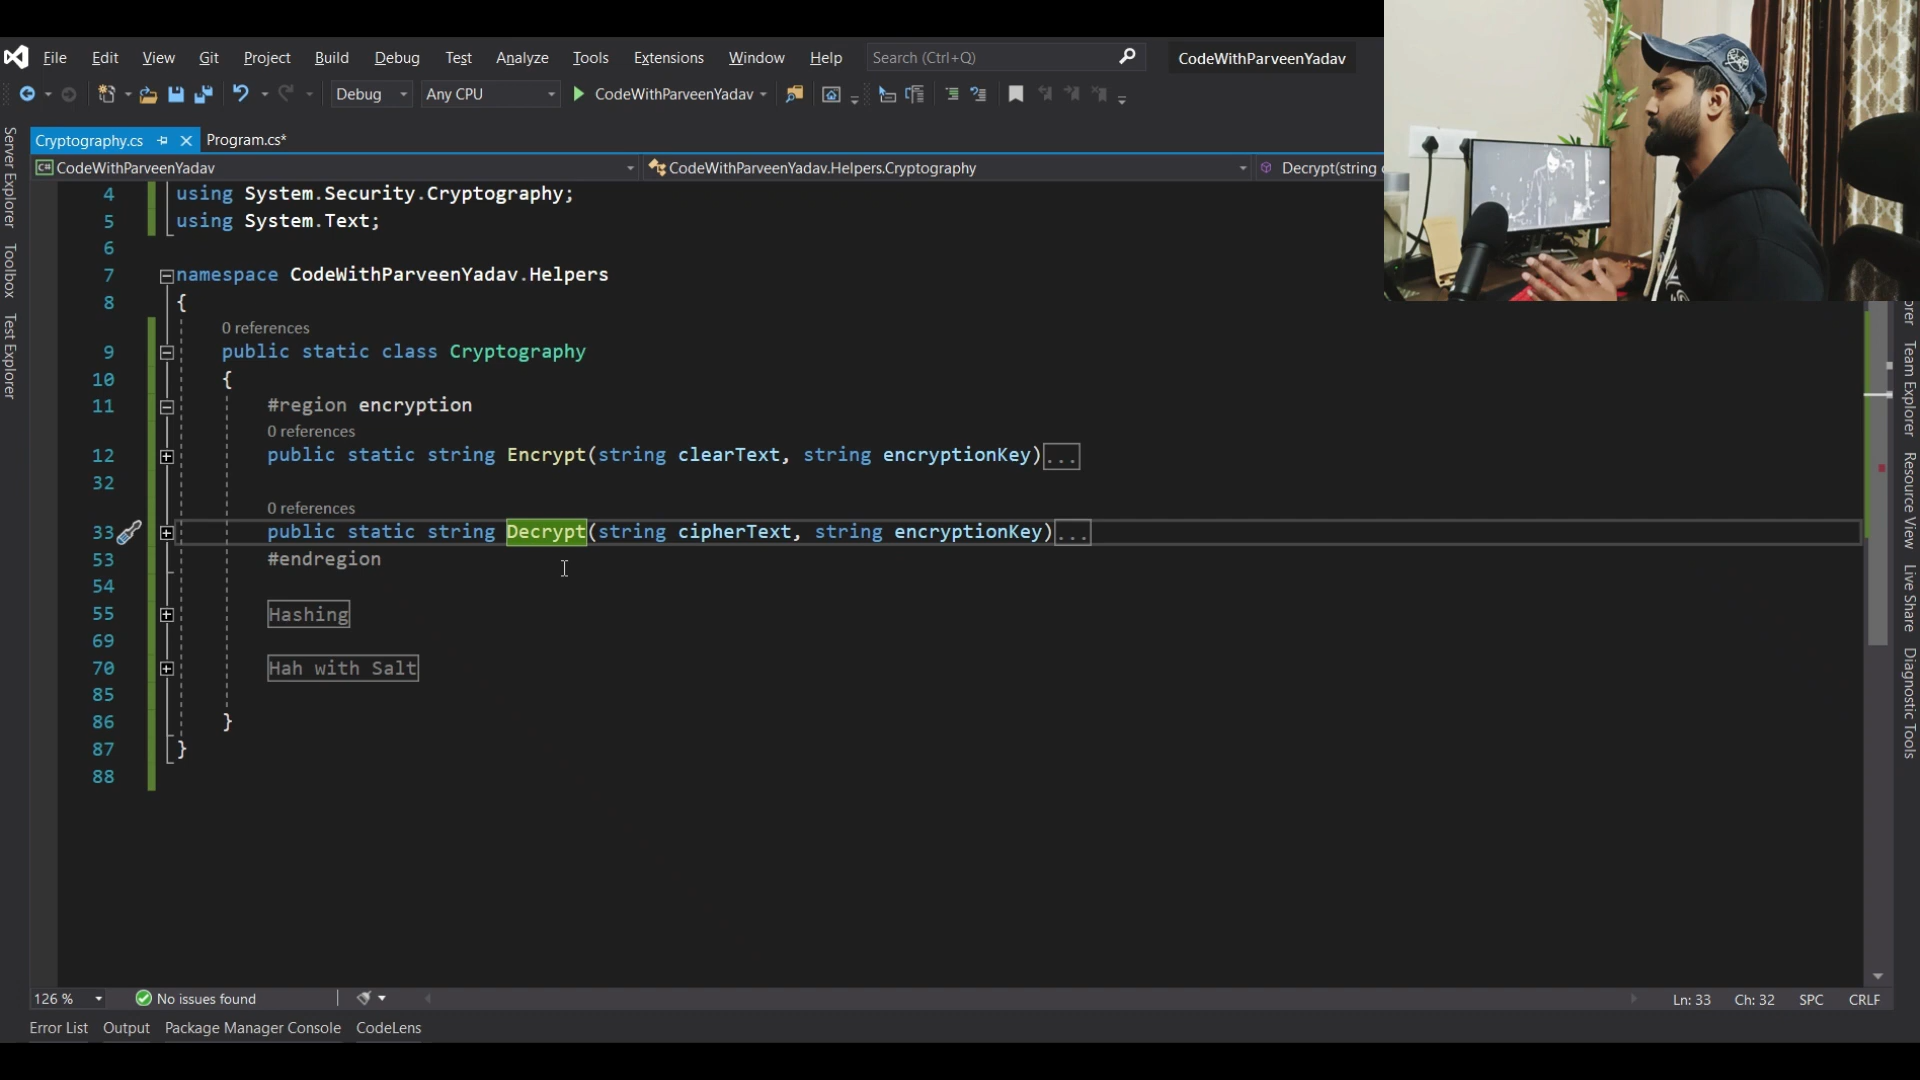 File Edit View Git Project Build Debug Test Analyze Tools Extensions Window Help Search (Ctrl+Q) CodeWithParveenYadav
Debug Any CPU CodeWithParveenYadav
Cryptography.cs Program.cs*
CodeWithParveenYadav CodeWithParveenYadav.Helpers.Cryptography Decrypt(string
Server Explorer
Toolbox
Test Explorer
4 using System.Security.Cryptography;
5 using System.Text;
6
7 namespace CodeWithParveenYadav.Helpers
8 {
0 references
9 public static class Cryptography
10 {
11 #region encryption
0 references
12 public static string Encrypt(string clearText, string encryptionKey)...
32
0 references
33 public static string Decrypt(string cipherText, string encryptionKey)...
53 #endregion
54
55 Hashing
69
70 Hah with Salt
85
86 }
87 }
88
Team Explorer
Resource View
Live Share
Diagnostic Tools
126 % No issues found Ln: 33 Ch: 32 SPC CRLF
Error List Output Package Manager Console CodeLens